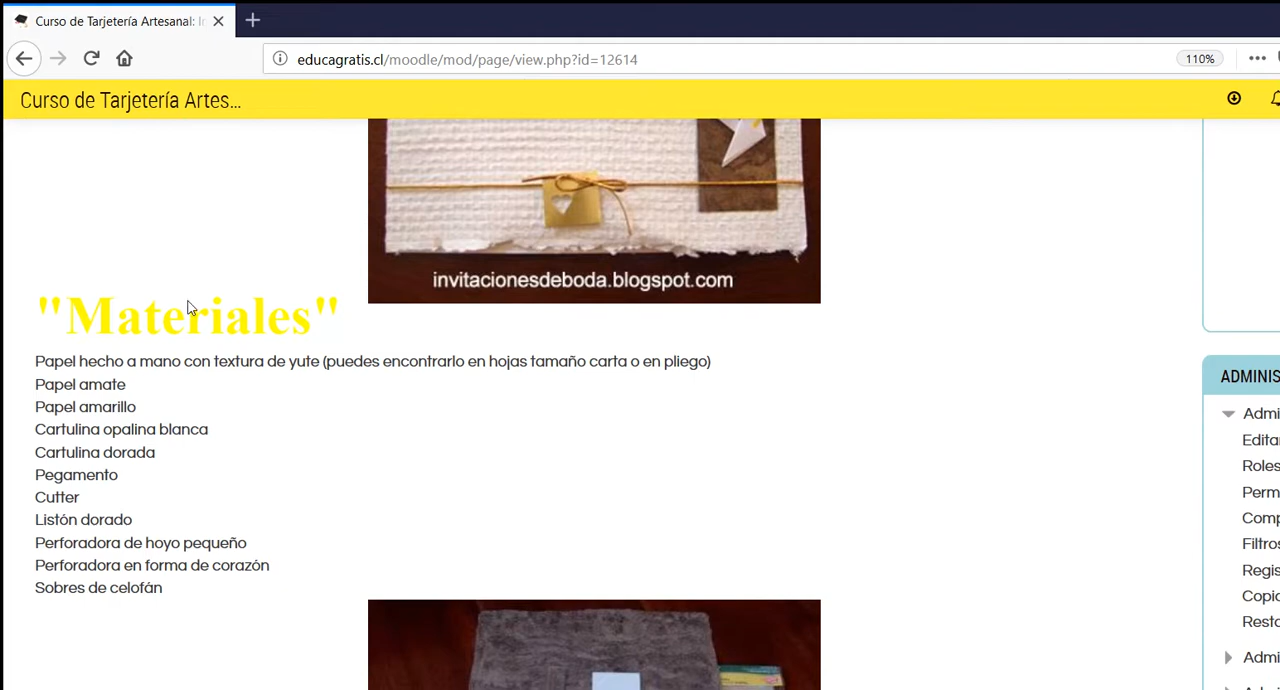 Curso de Tarjetería Artesanal: I
educagratis.cl/moodle/mod/page/view.php?id=12614
110%
Curso de Tarjetería Artes...
invitacionesdeboda.blogspot.com
"Materiales"
Papel hecho a mano con textura de yute (puedes encontrarlo en hojas tamaño carta o en pliego)
Papel amate
Papel amarillo
Cartulina opalina blanca
Cartulina dorada
Pegamento
Cutter
Listón dorado
Perforadora de hoyo pequeño
Perforadora en forma de corazón
Sobres de celofán
ADMINIS
Admi
Edita
Roles
Perm
Comp
Filtros
Regis
Copia
Resta
Admi